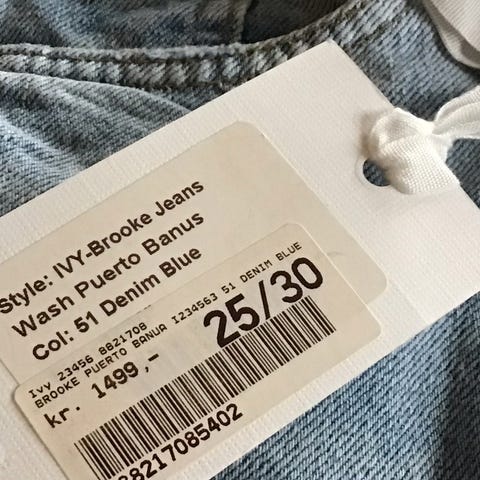 Style: IVY-Brooke Jeans
Wash Puerto Banus
Col: 51 Denim Blue
IVY 23456 8821708
BROOKE PUERTO BANUA I234563 51 DENIM BLUE
kr. 1499,- 25/30
88217085402